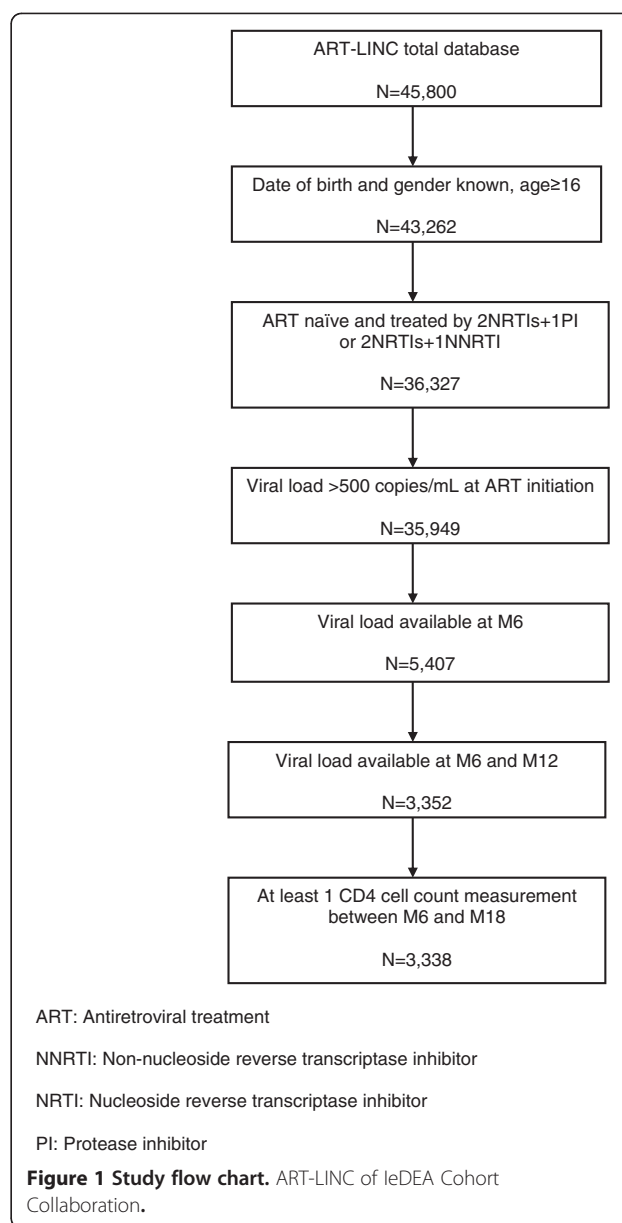 ART-LINC total database
N=45,800
Date of birth and gender known, age≥16
N=43,262
ART naïve and treated by 2NRTIs+1PI
or 2NRTIs+1NNRTI
N=36,327
Viral load >500 copies/mL at ART initiation
N=35,949
Viral load available at M6
N=5,407
Viral load available at M6 and M12
N=3,352
At least 1 CD4 cell count measurement
between M6 and M18
N=3,338
ART: Antiretroviral treatment
NNRTI: Non-nucleoside reverse transcriptase inhibitor
NRTI: Nucleoside reverse transcriptase inhibitor
PI: Protease inhibitor
Figure 1 Study flow chart. ART-LINC of IeDEA Cohort
Collaboration.